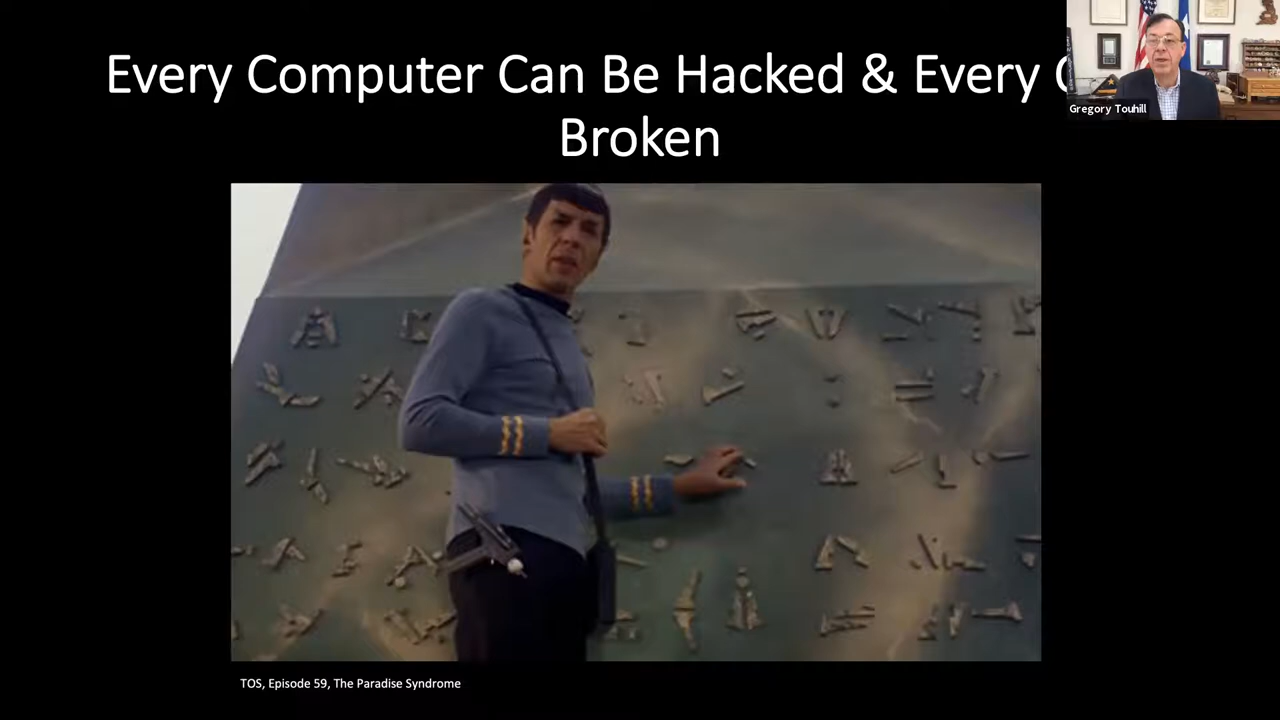 Every Computer Can Be Hacked & Every
Broken
Gregory Touhill
TOS, Episode 59, The Paradise Syndrome